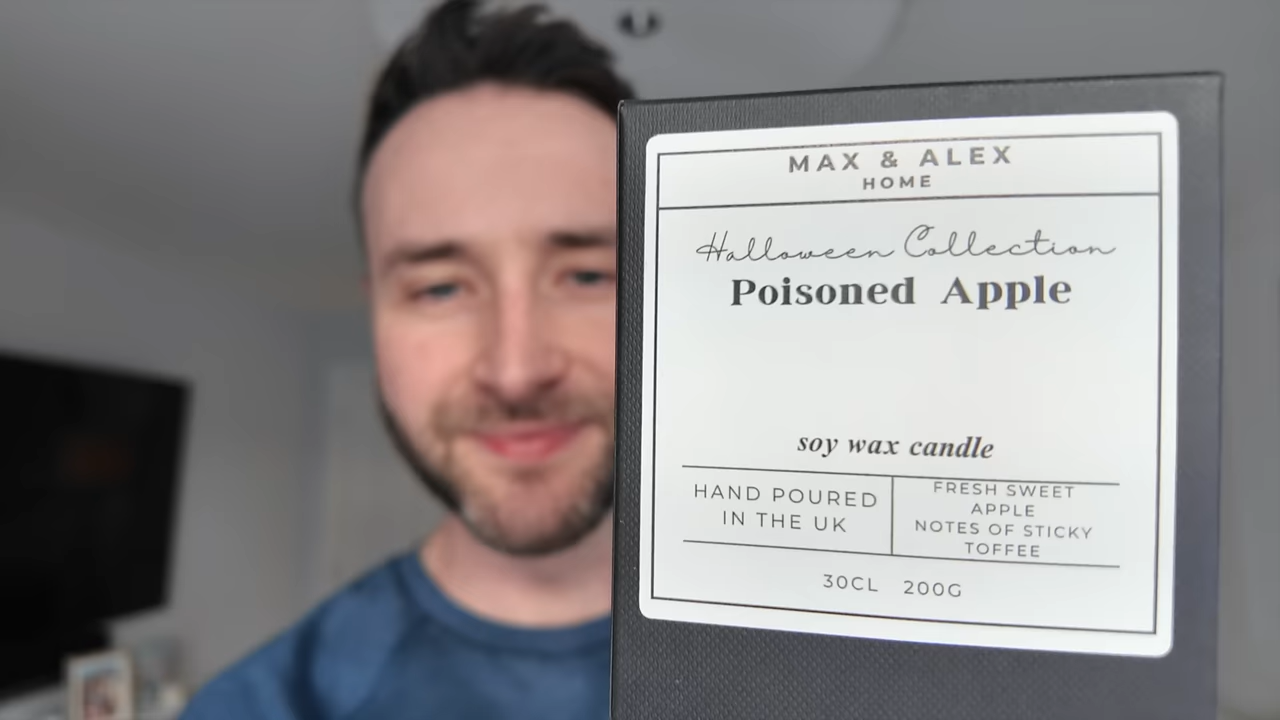 MAX & ALEX
HOME
Halloween Collection
Poisoned Apple
soy wax candle
HAND POURED
IN THE UK
FRESH SWEET
APPLE
NOTES OF STICKY
TOFFEE
30CL 200G